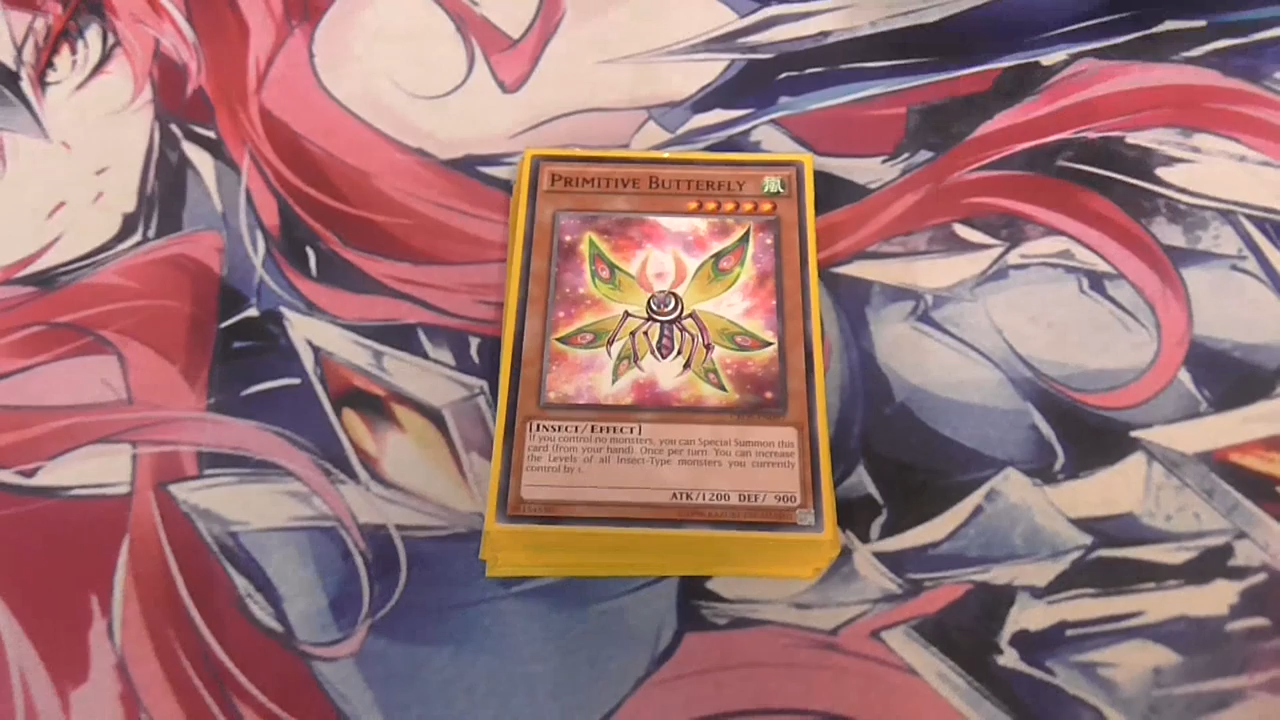 PRIMITIVE BUTTERFLY 風
[INSECT/EFFECT]
If you control no monsters, you can Special Summon this
card (from your hand). Once per turn: You can increase
the Levels of all Insect-Type monsters you currently
control by 1.
ATK/1200 DEF/ 900